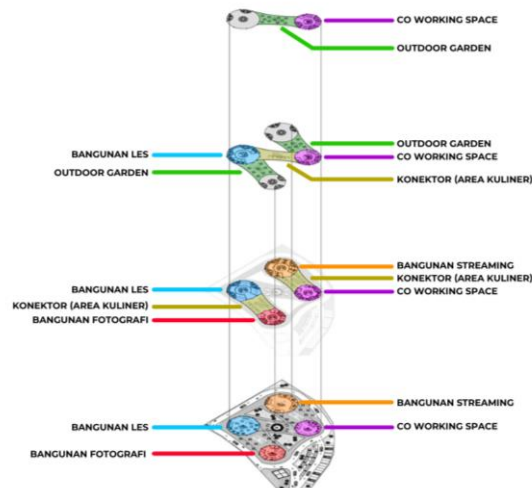 CO WORKING SPACE
OUTDOOR GARDEN
OUTDOOR GARDEN
BANGUNAN LES
CO WORKING SPACE
OUTDOOR GARDEN
KONEKTOR (AREA KULINER)
BANGUNAN STREAMING
KONEKTOR (AREA KULINER)
BANGUNAN LES
CO WORKING SPACE
KONEKTOR (AREA KULINER)
BANGUNAN FOTOGRAFI
BANGUNAN STREAMING
BANGUNAN LES
CO WORKING SPACE
BANGUNAN FOTOGRAFI